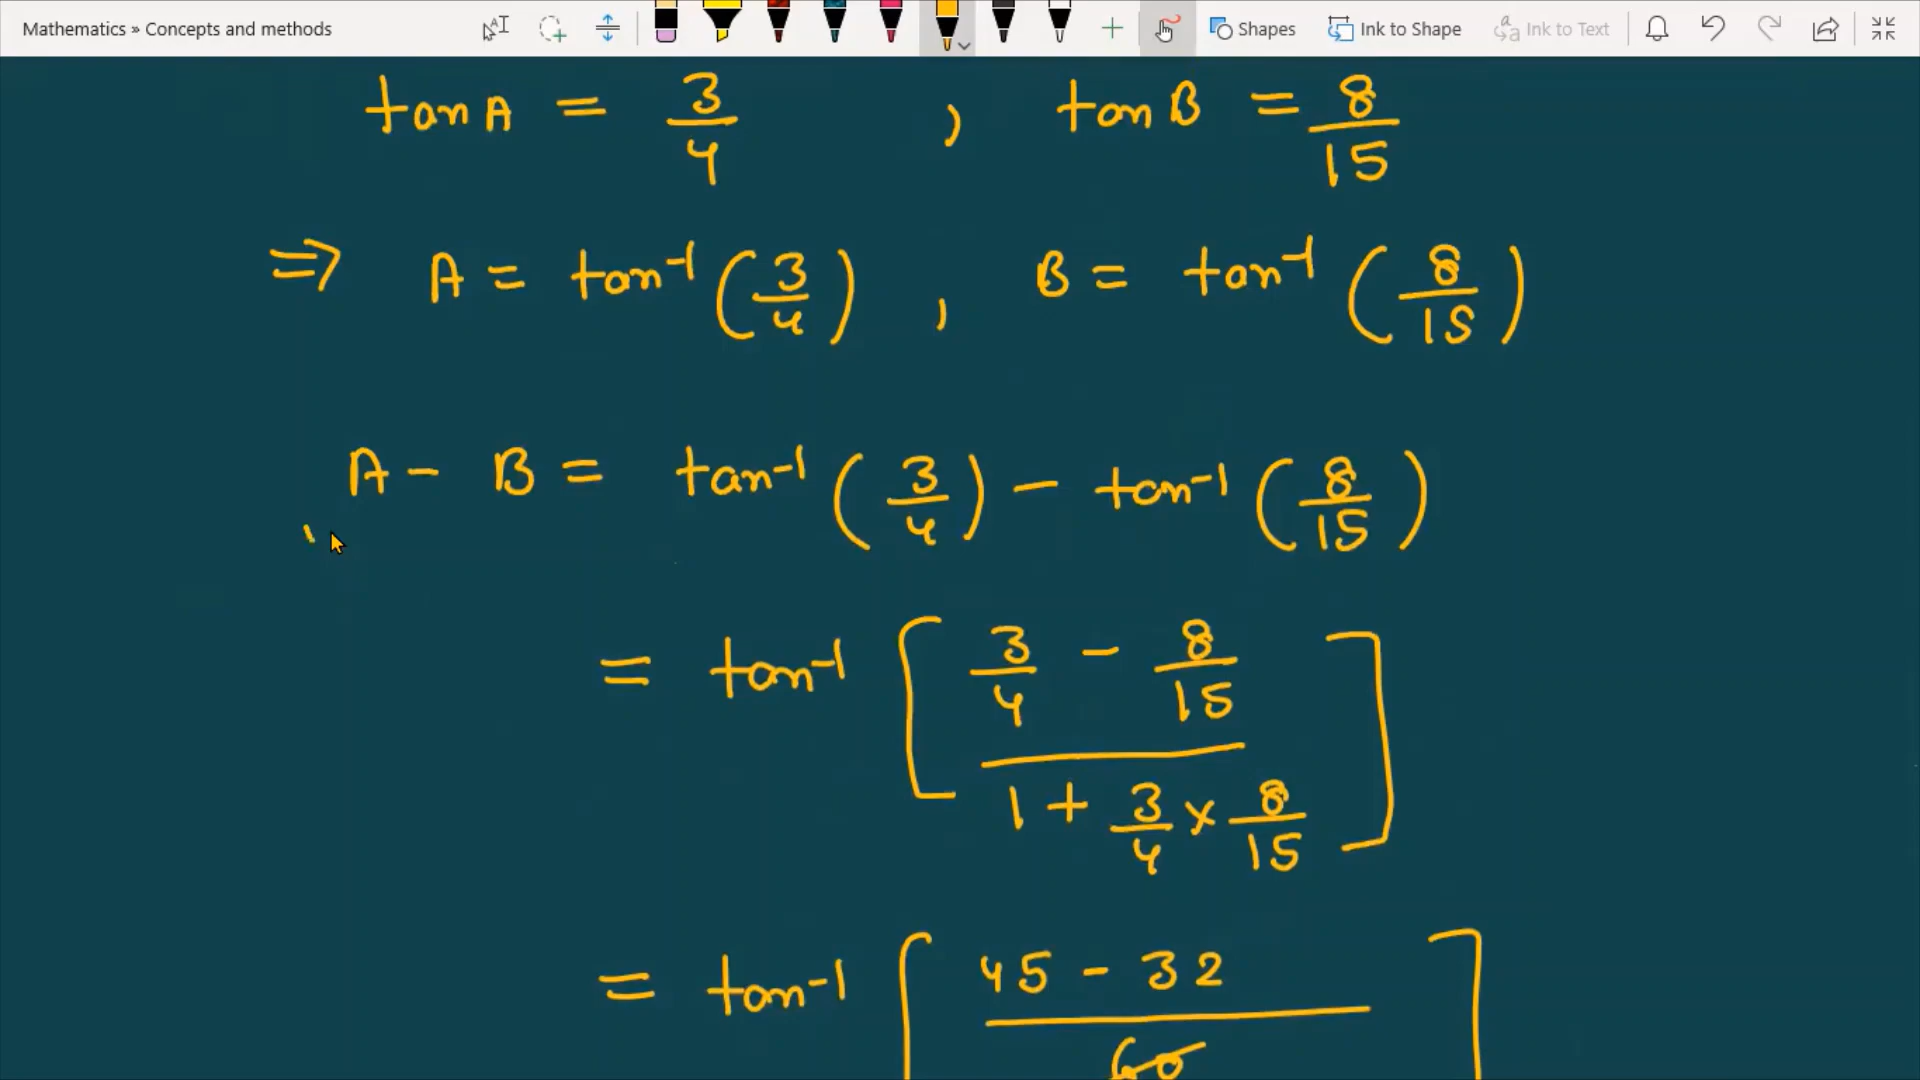 Mathematics » Concepts and methods Shapes Ink to Shape Ink to Text
tan A = 3/4 , tan B = 8/15
⇒ A = tan⁻¹ (3/4) , B = tan⁻¹ (8/15)
A - B = tan⁻¹ (3/4) - tan⁻¹ (8/15)
= tan⁻¹ [ (3/4 - 8/15) / (1 + 3/4 × 8/15) ]
= tan⁻¹ [ 45 - 32 / 60 ]